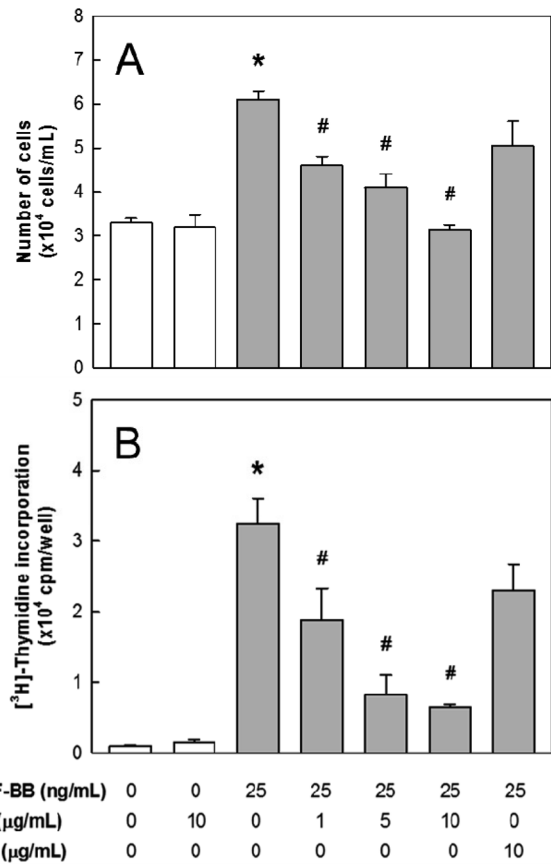 8
7
6
5
4
3
2
1
0
A
*
#
#
#
Number of cells
(x10⁴ cells/mL)
5
4
3
2
1
0
B
*
#
#
#
[³H]-Thymidine incorporation
(x10⁴ cpm/well)
F-BB (ng/mL) 0 0 25 25 25 25 25
(μg/mL) 0 10 0 1 5 10 0
(μg/mL) 0 0 0 0 0 0 10